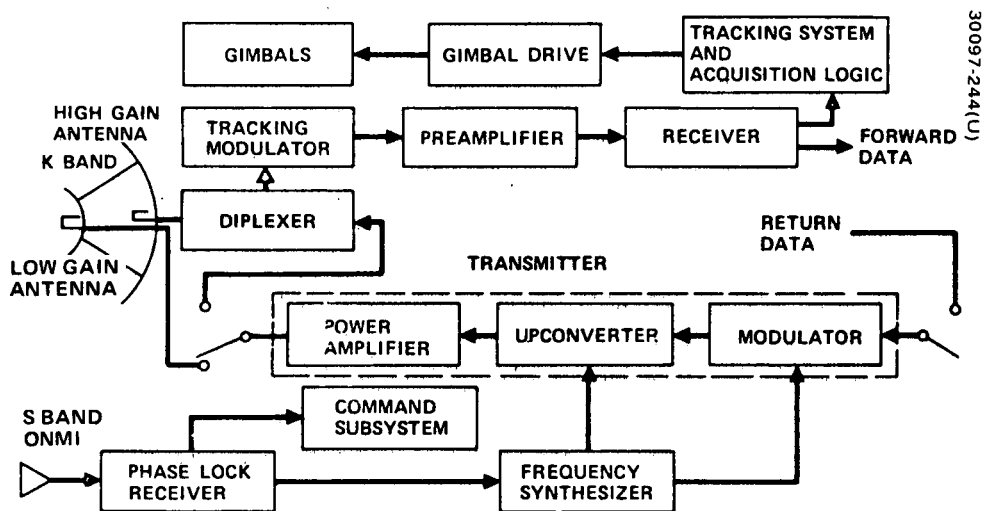 30097-244(U)
GIMBALS
GIMBAL DRIVE
TRACKING SYSTEM
AND
ACQUISITION LOGIC
HIGH GAIN
ANTENNA
K BAND
TRACKING
MODULATOR
PREAMPLIFIER
RECEIVER
FORWARD
DATA
DIPLEXER
LOW GAIN
ANTENNA
RETURN
DATA
TRANSMITTER
POWER
AMPLIFIER
UPCONVERTER
MODULATOR
COMMAND
SUBSYSTEM
S BAND
ONMI
PHASE LOCK
RECEIVER
FREQUENCY
SYNTHESIZER